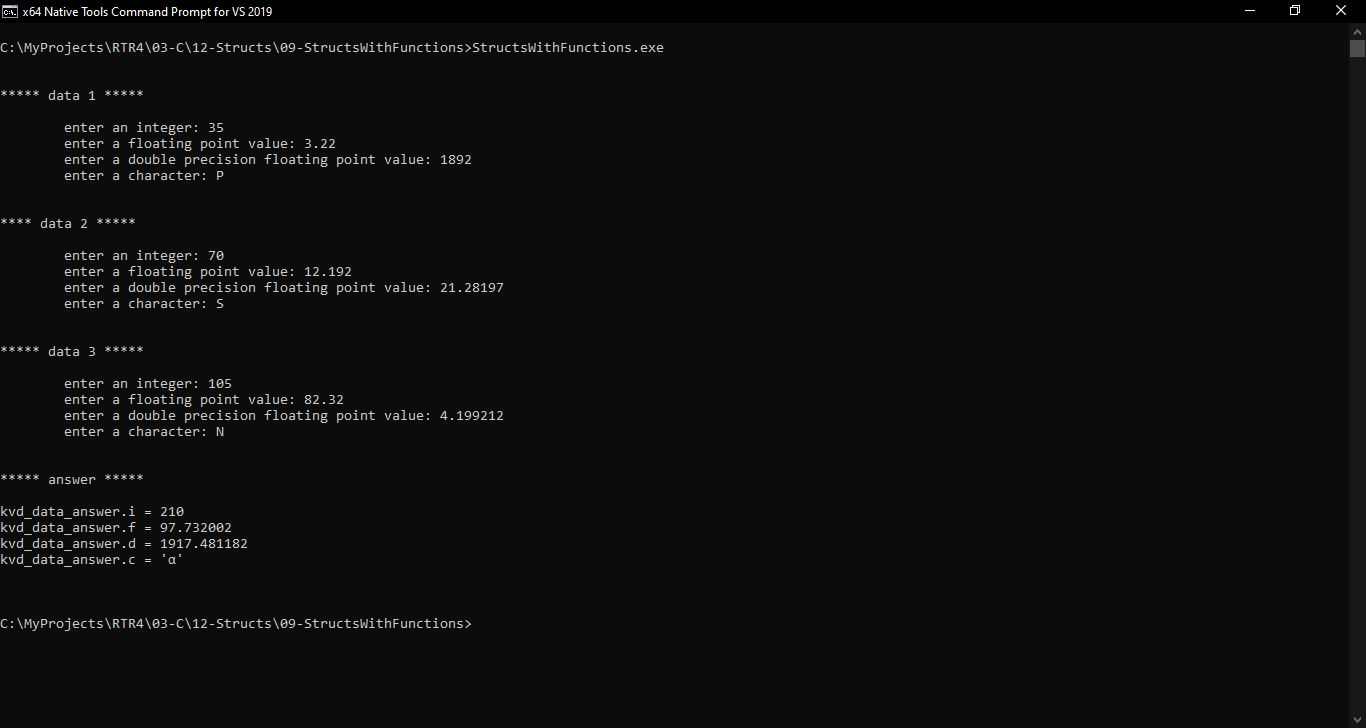 x64 Native Tools Command Prompt for VS 2019
C:\MyProjects\RTR4\03-C\12-Structs\09-StructsWithFunctions>StructsWithFunctions.exe
***** data 1 *****
enter an integer: 35
enter a floating point value: 3.22
enter a double precision floating point value: 1892
enter a character: P
**** data 2 *****
enter an integer: 70
enter a floating point value: 12.192
enter a double precision floating point value: 21.28197
enter a character: S
***** data 3 *****
enter an integer: 105
enter a floating point value: 82.32
enter a double precision floating point value: 4.199212
enter a character: N
***** answer *****
kvd_data_answer.i = 210
kvd_data_answer.f = 97.732002
kvd_data_answer.d = 1917.481182
kvd_data_answer.c = 'α'
C:\MyProjects\RTR4\03-C\12-Structs\09-StructsWithFunctions>